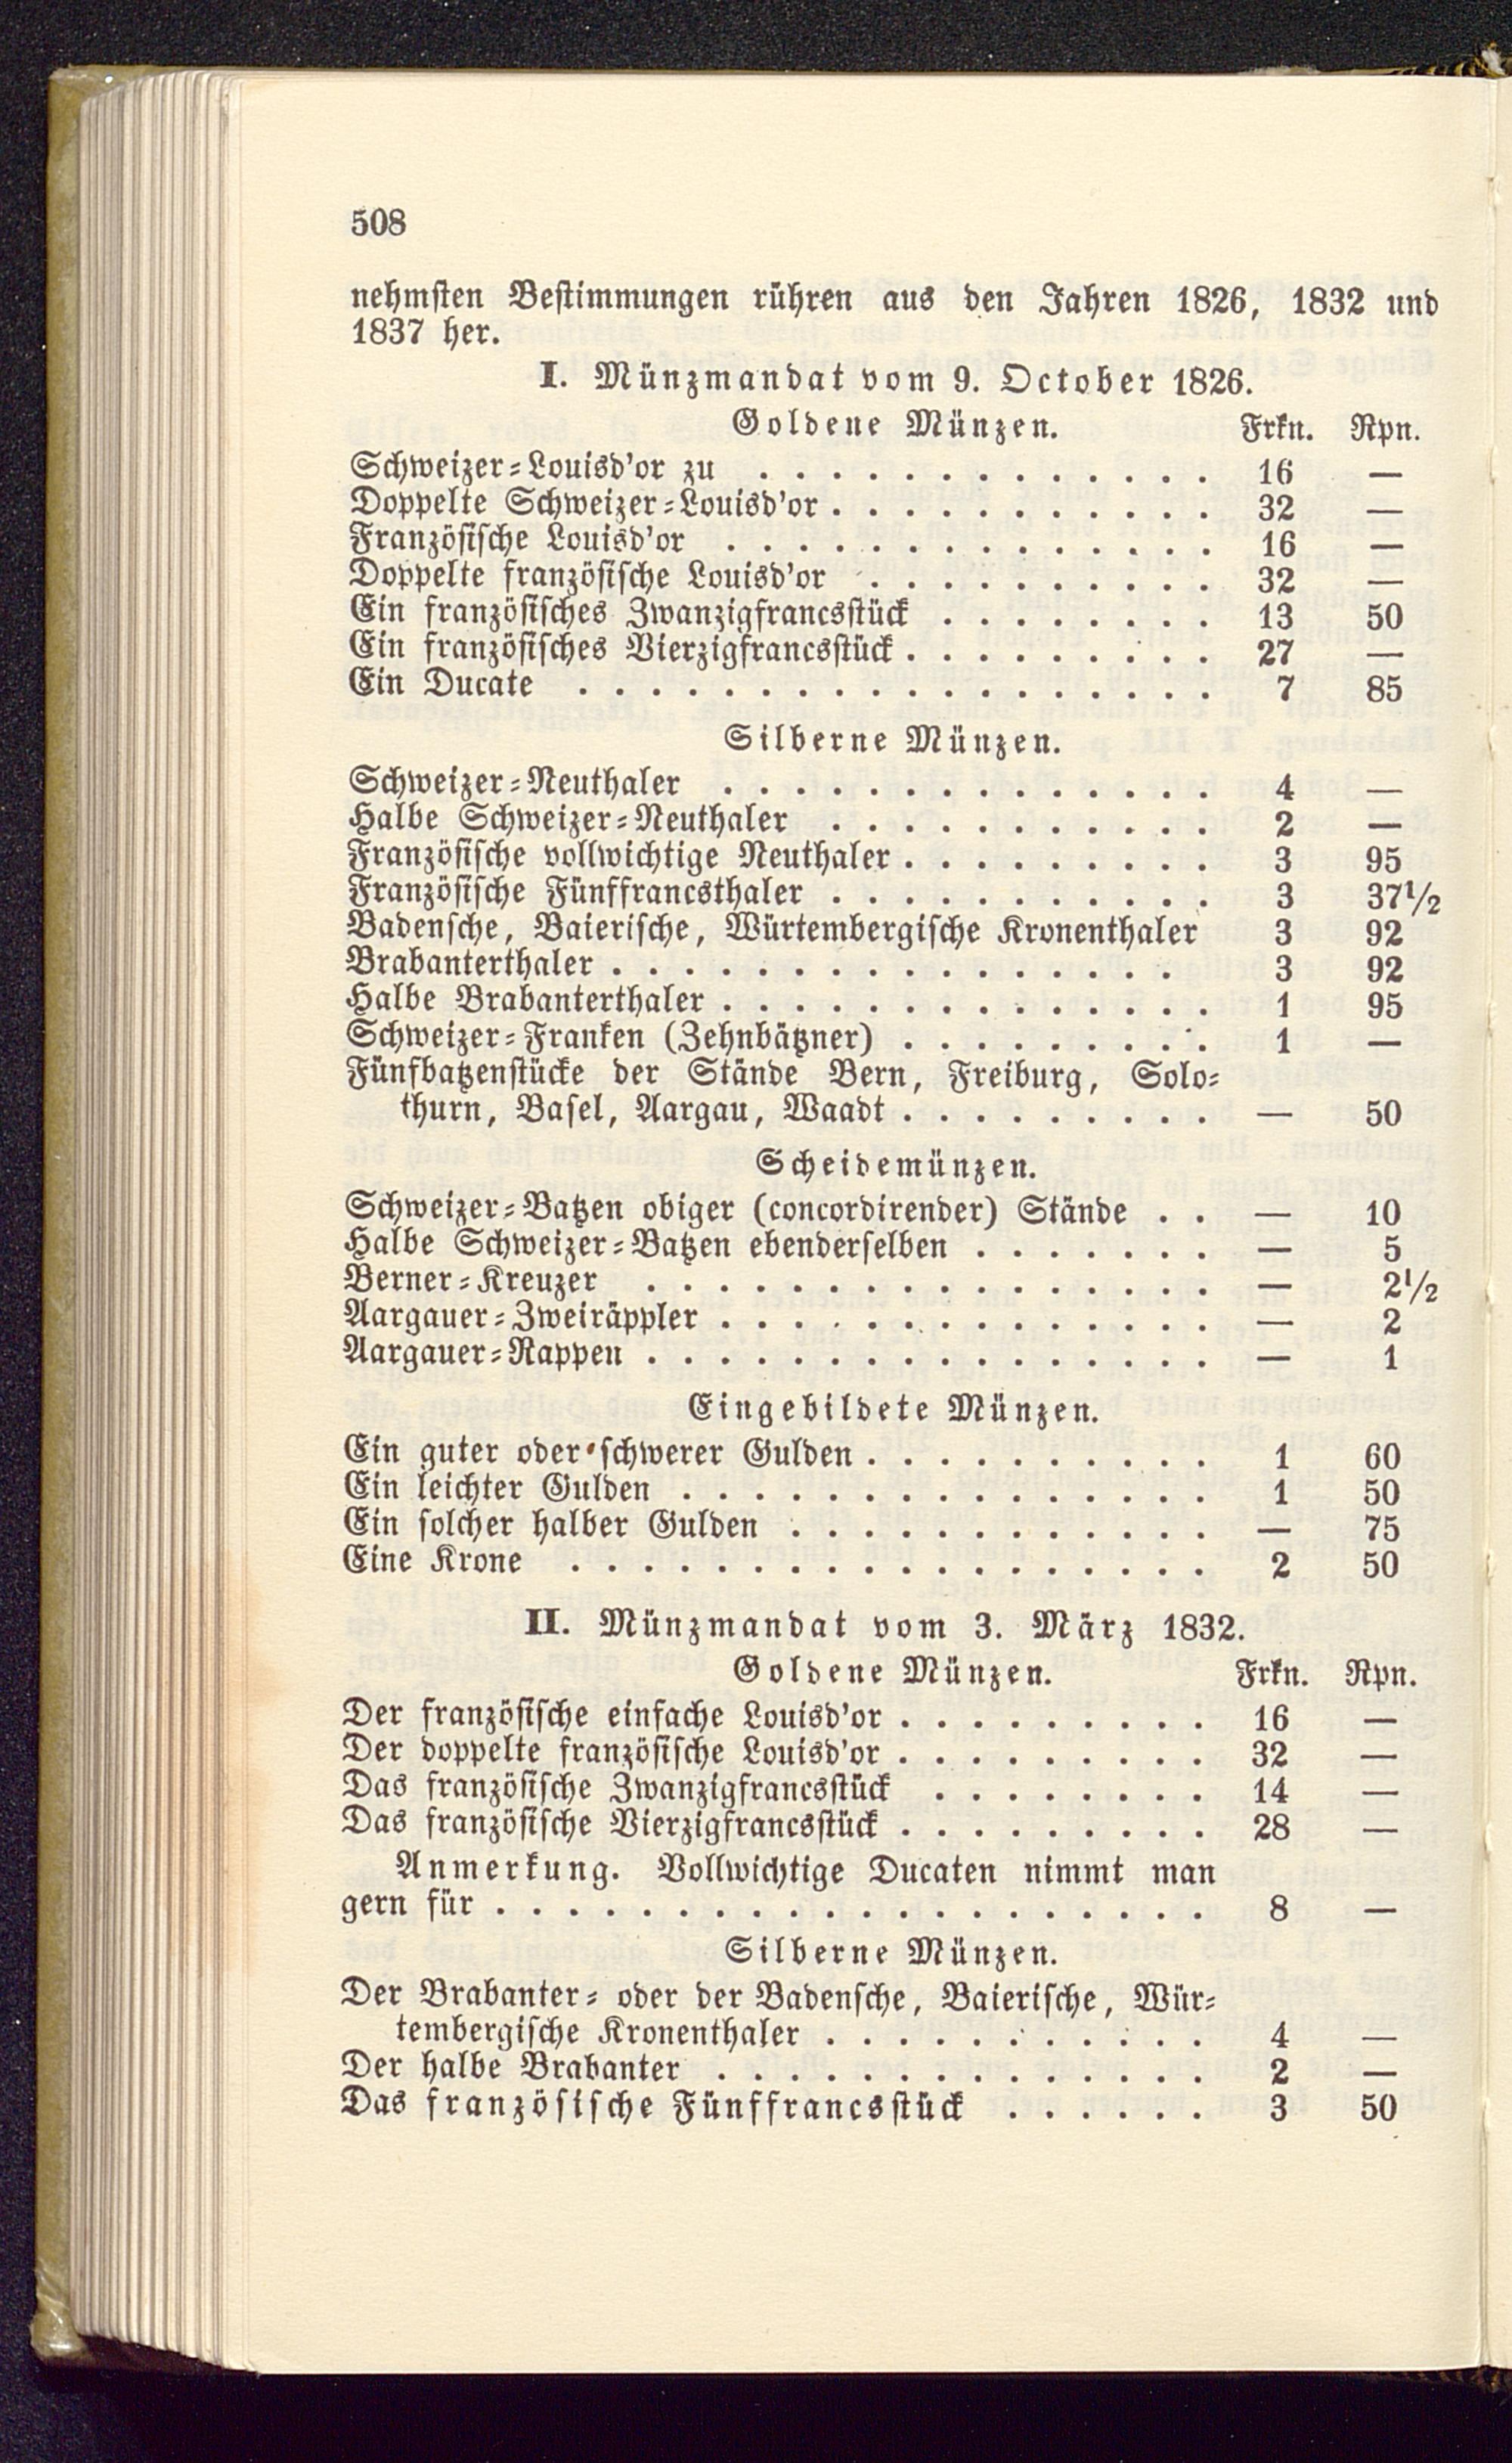 508
nehmsten Bestimmungen rühren aus den Jahren 1826, 1832 und
1837 her.
I. Münzmandat vom 9. October 1826.
Goldene Münzen. Frkn. Rpn.
Schweizer-Louisd'or zu . . . . . . . . . . . . . 16 —
Doppelte Schweizer-Louisd'or . . . . . . . . . . . 32 —
Französische Louisd'or . . . . . . . . . . . . . . 16 —
Doppelte französische Louisd'or . . . . . . . . . . 32 —
Ein französisches Zwanzigfrancsstück . . . . . . . . 13 50
Ein französisches Vierzigfrancsstück . . . . . . . . . 27 —
Ein Ducate . . . . . . . . . . . . . . . . . . 7 85
Silberne Münzen.
Schweizer-Neuthaler . . . . . . . . . . . . . . 4 —
Halbe Schweizer-Neuthaler . . . . . . . . . . . 2 —
Französische vollwichtige Neuthaler . . . . . . . . . 3 95
Französische Fünffrancsthaler . . . . . . . . . . . 3 37½
Badensche, Baierische, Würtembergische Kronenthaler 3 92
Brabanterthaler . . . . . . . . . . . . . . . . 3 92
Halbe Brabanterthaler . . . . . . . . . . . . . . 1 95
Schweizer-Franken (Zehnbätzner) . . . . . . . . . 1 —
Fünfbatzenstücke der Stände Bern, Freiburg, Solo-
thurn, Basel, Aargau, Waadt . . . . . . . . . — 50
Scheidemünzen.
Schweizer-Batzen obiger (concordirender) Stände . . — 10
Halbe Schweizer-Batzen ebenderselben . . . . . . . — 5
Berner-Kreuzer . . . . . . . . . . . . . . . . — 2½
Aargauer-Zweiräppler . . . . . . . . . . . . . . — 2
Aargauer-Rappen . . . . . . . . . . . . . . . . — 1
Eingebildete Münzen.
Ein guter oder schwerer Gulden . . . . . . . . . . 1 60
Ein leichter Gulden . . . . . . . . . . . . . . . 1 50
Ein solcher halber Gulden . . . . . . . . . . . . — 75
Eine Krone . . . . . . . . . . . . . . . . . . 2 50
II. Münzmandat vom 3. März 1832.
Goldene Münzen. Frkn. Rpn.
Der französische einfache Louisd'or . . . . . . . . . 16 —
Der doppelte französische Louisd'or . . . . . . . . . 32 —
Das französische Zwanzigfrancsstück . . . . . . . . 14 —
Das französische Vierzigfrancsstück . . . . . . . . . 28 —
Anmerkung. Vollwichtige Ducaten nimmt man
gern für . . . . . . . . . . . . . . . . . . . . 8 —
Silberne Münzen.
Der Brabanter- oder der Badensche, Baierische, Wür-
tembergische Kronenthaler . . . . . . . . . . . 4 —
Der halbe Brabanter . . . . . . . . . . . . . . 2 —
Das französische Fünffrancsstück . . . . . . 3 50